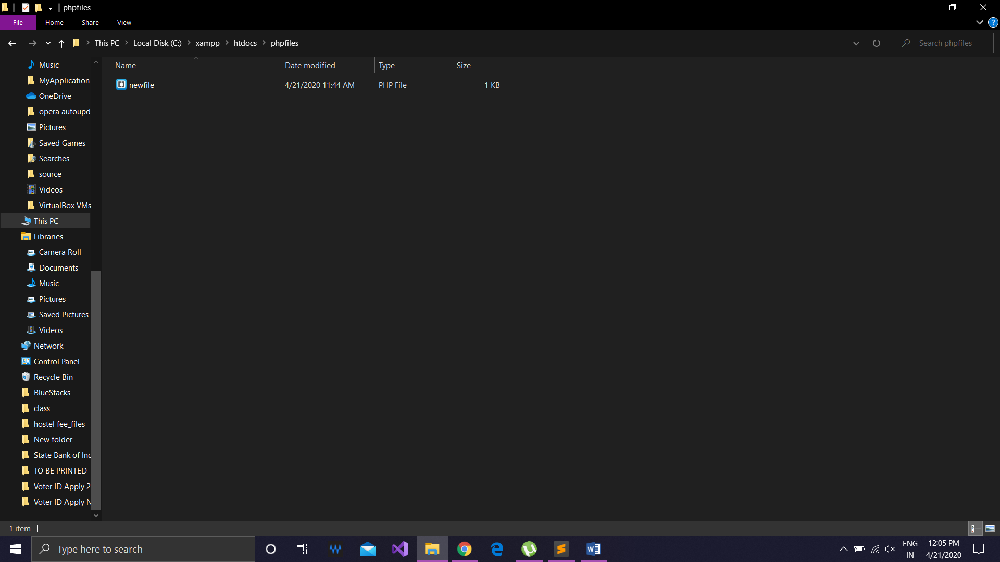 phpfiles
File Home Share View
This PC Local Disk (C:) xampp htdocs phpfiles
Search phpfiles
Name Date modified Type Size
newfile 4/21/2020 11:44 AM PHP File 1 KB
Music
MyApplication
OneDrive
opera autoupd
Pictures
Saved Games
Searches
source
Videos
VirtualBox VMs
This PC
Libraries
Camera Roll
Documents
Music
Pictures
Saved Pictures
Videos
Network
Control Panel
Recycle Bin
BlueStacks
class
hostel fee_files
New folder
State Bank of Inc
TO BE PRINTED
Voter ID Apply 2
Voter ID Apply N
1 item
Type here to search
ENG
IN
12:05 PM
4/21/2020